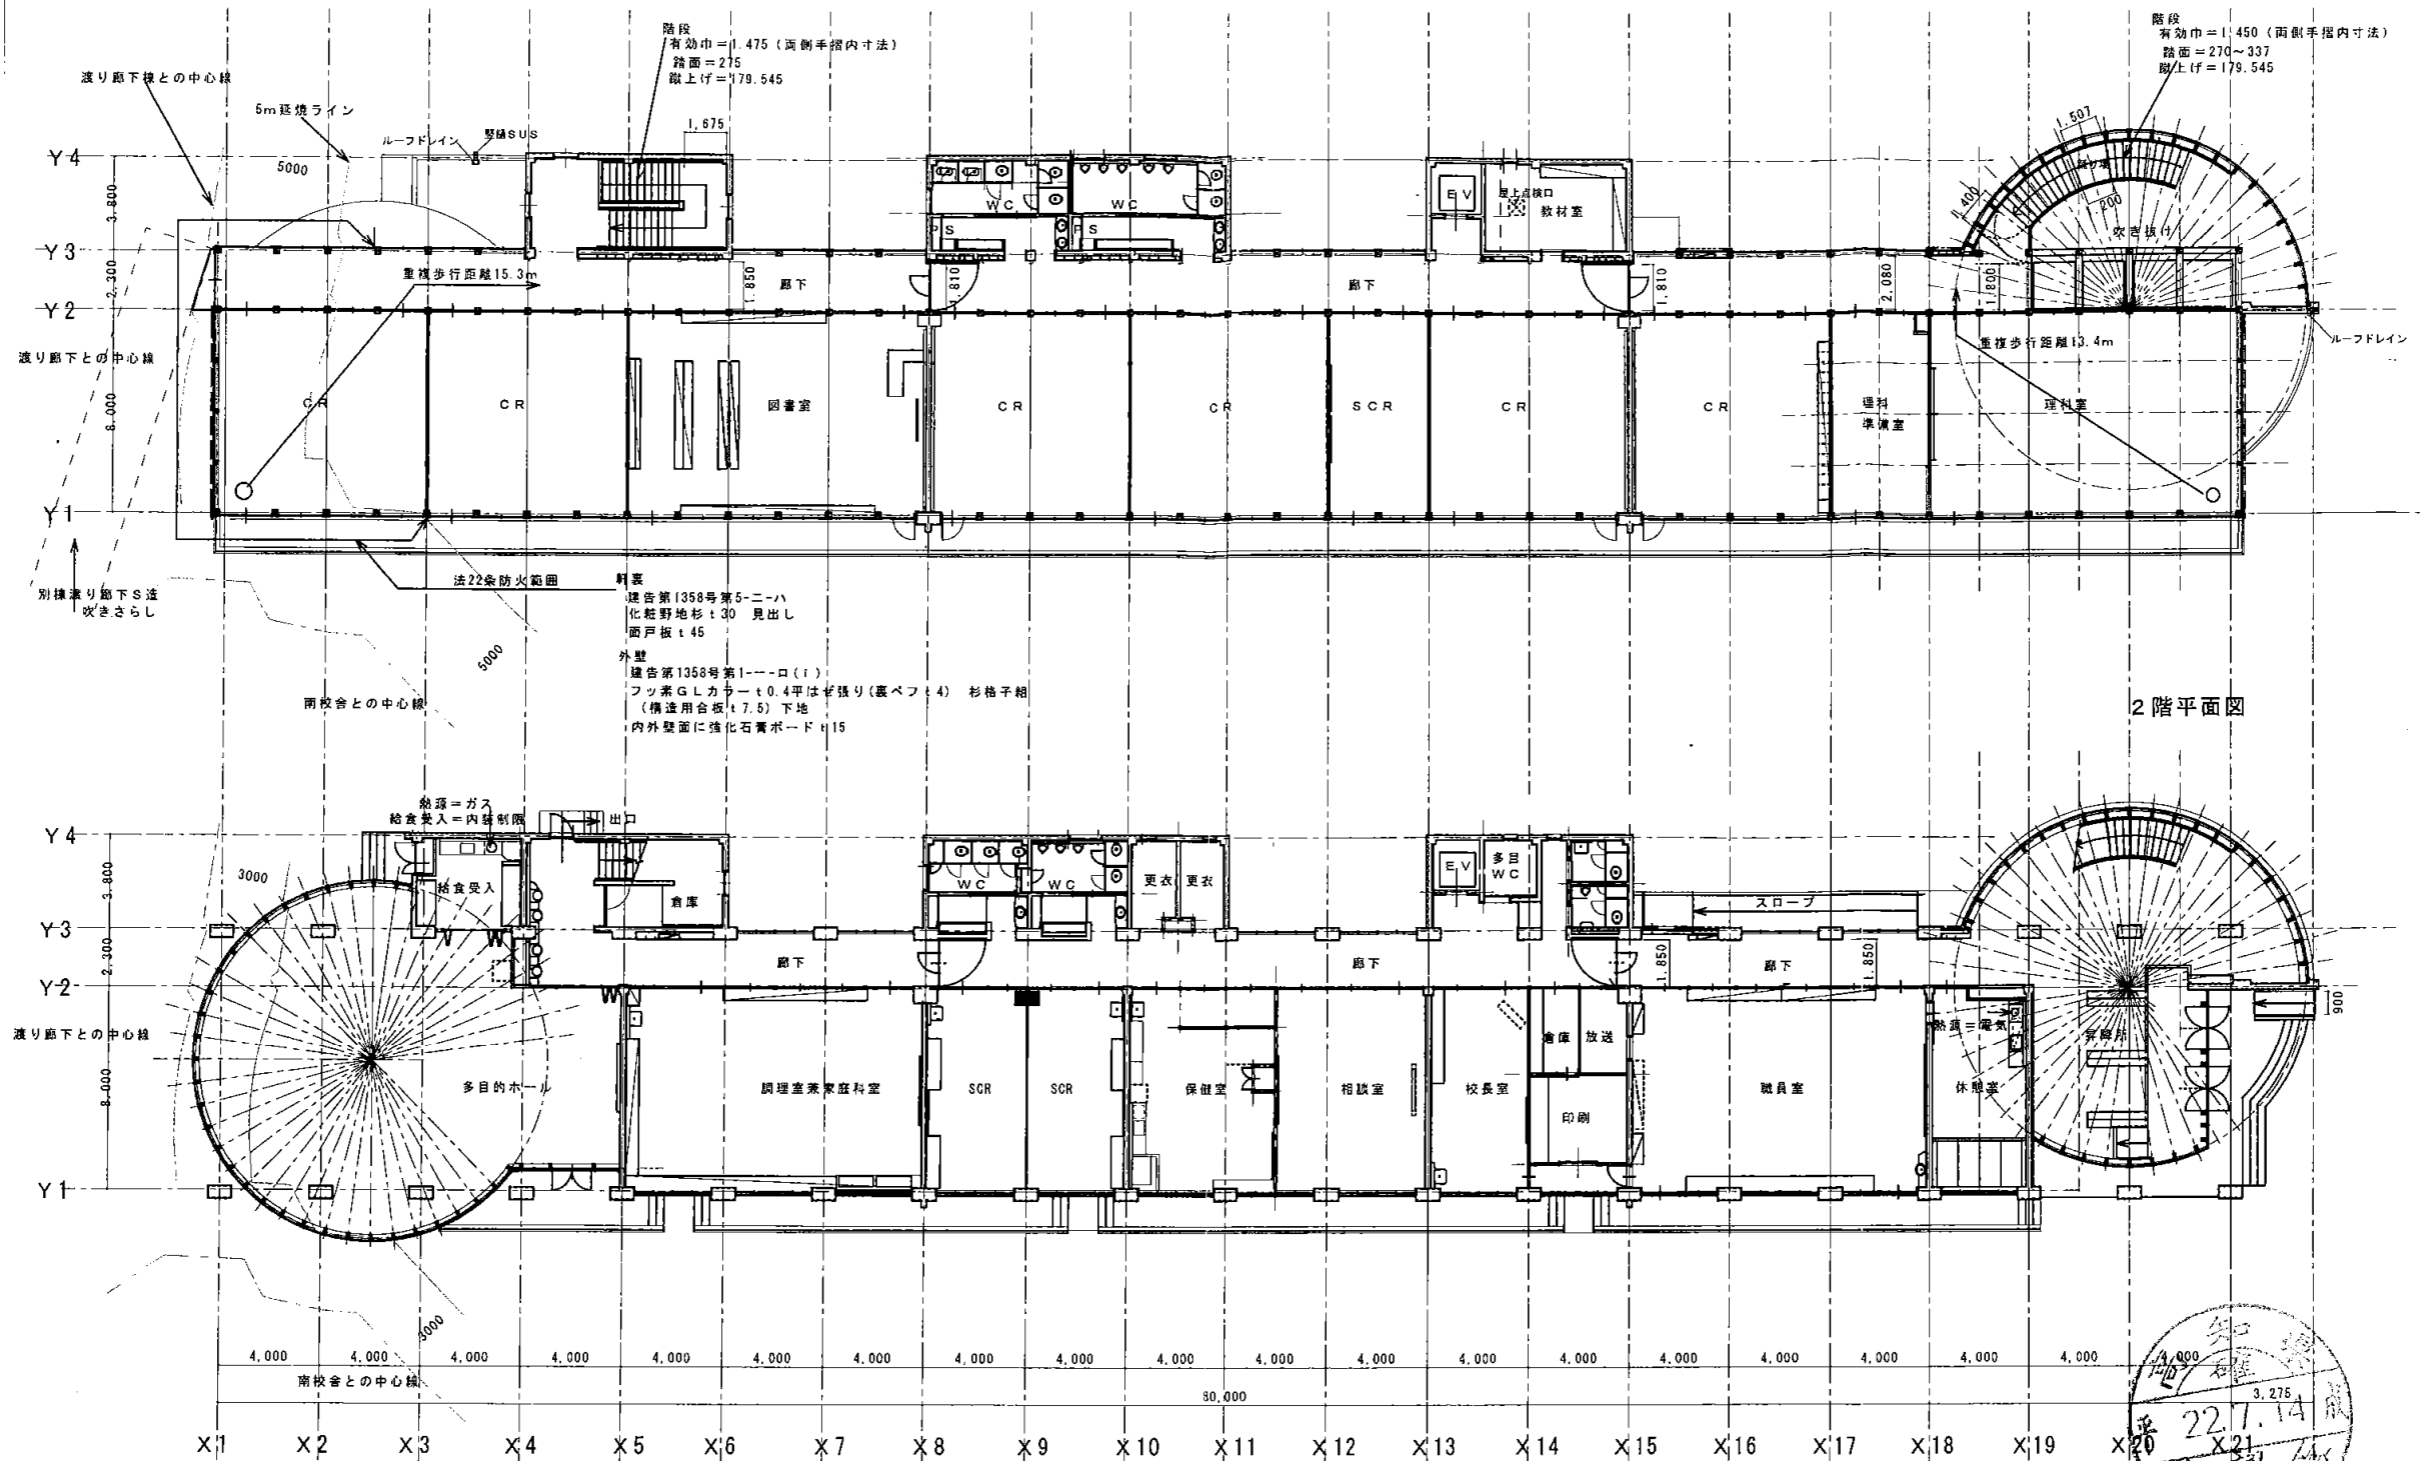 階段
有効巾=1.475 (両側手摺内寸法)
踏面=275
蹴上げ=179.545
階段
有効巾=1.450 (両側手摺内寸法)
踏面=270~337
蹴上げ=179.545
渡り廊下棟との中心線
5m延焼ライン
ルーフドレイン
竪樋SUS
1,675
1,507
1,400
1,200
Y4
5000
3,800
WC
WC
EV
屋上点検口
教材室
吹き抜け
PS
PS
Y3
2,300
重複歩行距離15.3m
1,850
廊下
1,810
廊下
1,810
2,080
1,800
Y2
渡り廊下との中心線
重複歩行距離13.4m
ルーフドレイン
8,000
CR
CR
図書室
CR
CR
SCR
CR
CR
理科
準備室
理科室
Y1
別棟渡り廊下S造
吹きさらし
法22条防火範囲
軒裏
建告第1358号第5-ニ-ハ
化粧野地杉t30 見出し
面戸板t45
外壁
建告第1358号第1-一-ロ(i)
フッ素GLカラーt0.4平はぜ張り(裏ペフt4) 杉格子組
(構造用合板t7.5) 下地
内外壁面に強化石膏ボードt15
5000
南校舎との中心線
2階平面図
熱源=ガス
給食受入=内装制限
出口
Y4
3000
3,800
給食受入
倉庫
WC
WC
更衣
更衣
EV
多目
WC
スロープ
Y3
2,300
廊下
廊下
1,850
廊下
1,850
Y2
渡り廊下との中心線
900
8,000
多目的ホール
調理室兼家庭科室
SCR
SCR
保健室
相談室
校長室
倉庫
放送
印刷
職員室
熱源=電気
休憩室
昇降所
Y1
3000
4,000 4,000 4,000 4,000 4,000 4,000 4,000 4,000 4,000 4,000 4,000 4,000 4,000 4,000 4,000 4,000 4,000 4,000 4,000 4,000
南校舎との中心線
80,000
3,275
22.7.14
X1 X2 X3 X4 X5 X6 X7 X8 X9 X10 X11 X12 X13 X14 X15 X16 X17 X18 X19 X20 X21